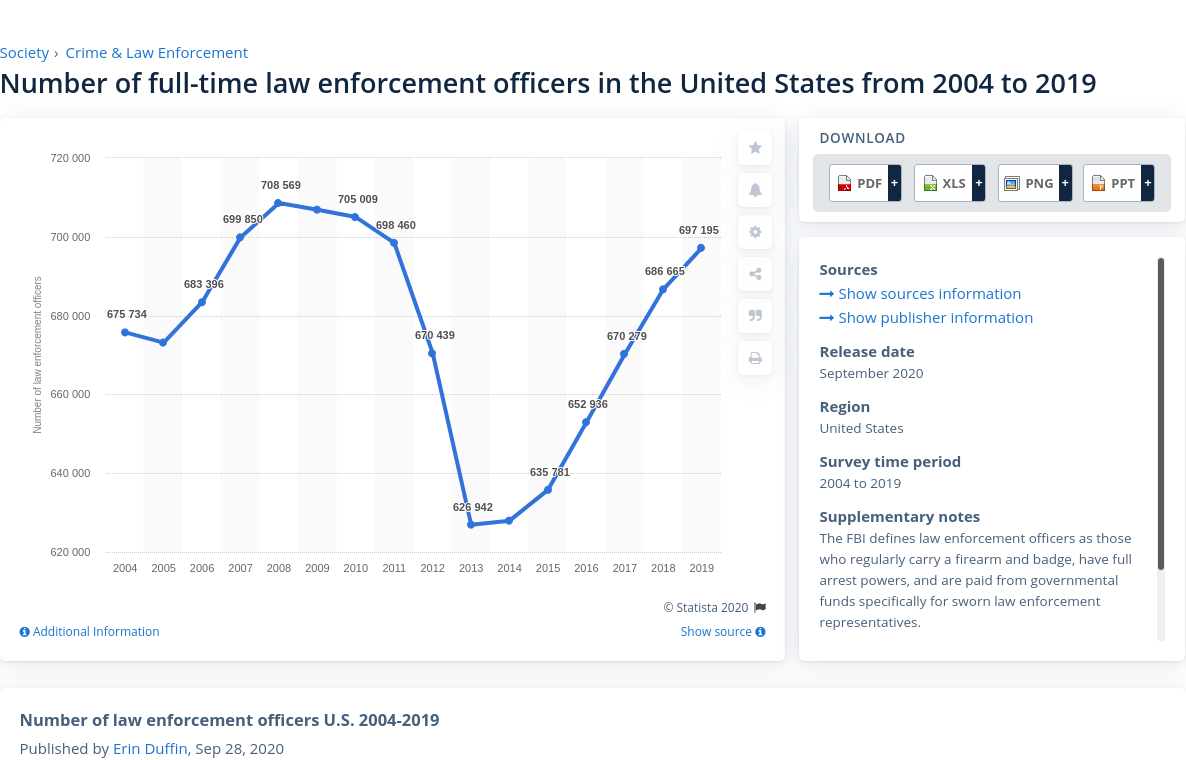 Society › Crime & Law Enforcement
Number of full-time law enforcement officers in the United States from 2004 to 2019
720 000
700 000
680 000
660 000
640 000
620 000
Number of law enforcement officers
675 734
683 396
699 850
708 569
705 009
698 460
670 439
626 942
635 781
652 936
670 279
686 665
697 195
2004 2005 2006 2007 2008 2009 2010 2011 2012 2013 2014 2015 2016 2017 2018 2019
© Statista 2020
Additional Information
Show source
DOWNLOAD
PDF + XLS + PNG + PPT +
Sources
Show sources information
Show publisher information
Release date
September 2020
Region
United States
Survey time period
2004 to 2019
Supplementary notes
The FBI defines law enforcement officers as those
who regularly carry a firearm and badge, have full
arrest powers, and are paid from governmental
funds specifically for sworn law enforcement
representatives.
Number of law enforcement officers U.S. 2004-2019
Published by Erin Duffin, Sep 28, 2020